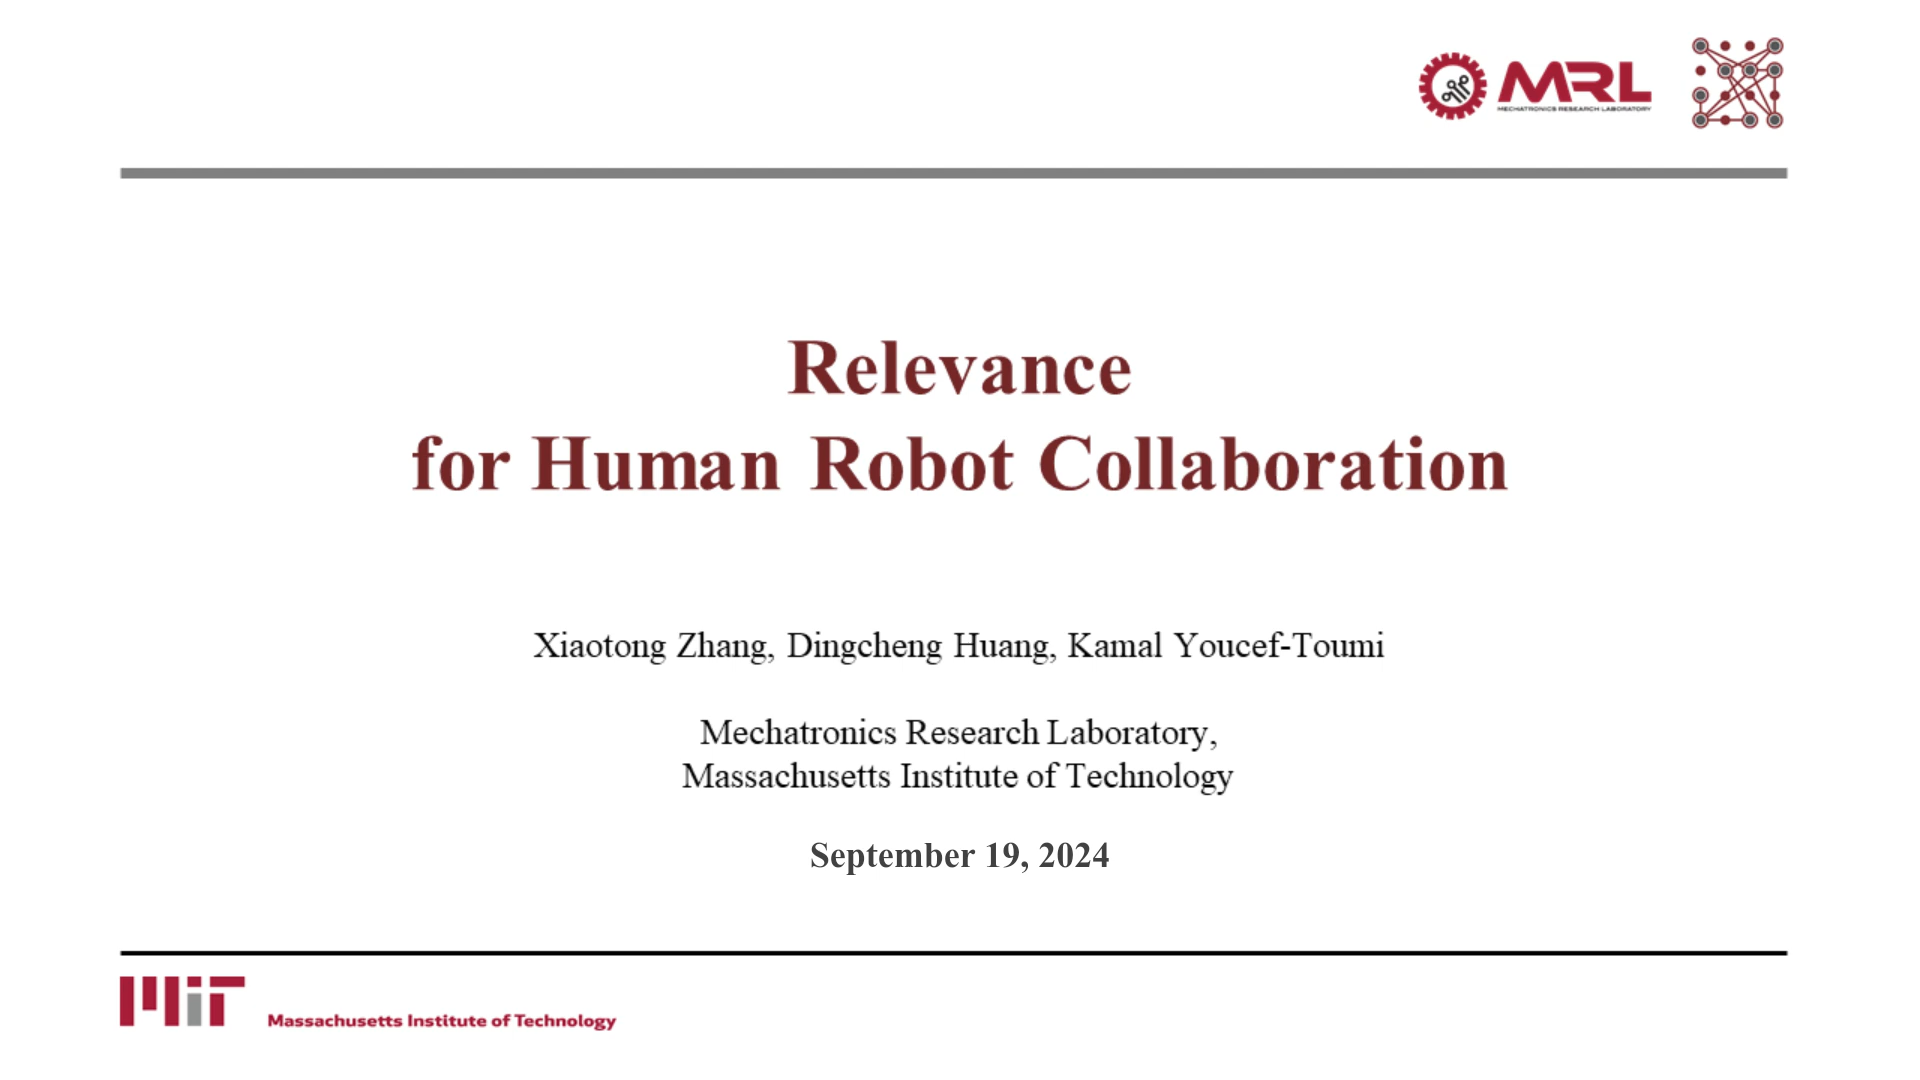 MRL
MECHATRONICS RESEARCH LABORATORY
Relevance
for Human Robot Collaboration
Xiaotong Zhang, Dingcheng Huang, Kamal Youcef-Toumi
Mechatronics Research Laboratory,
Massachusetts Institute of Technology
September 19, 2024
MIT
Massachusetts Institute of Technology